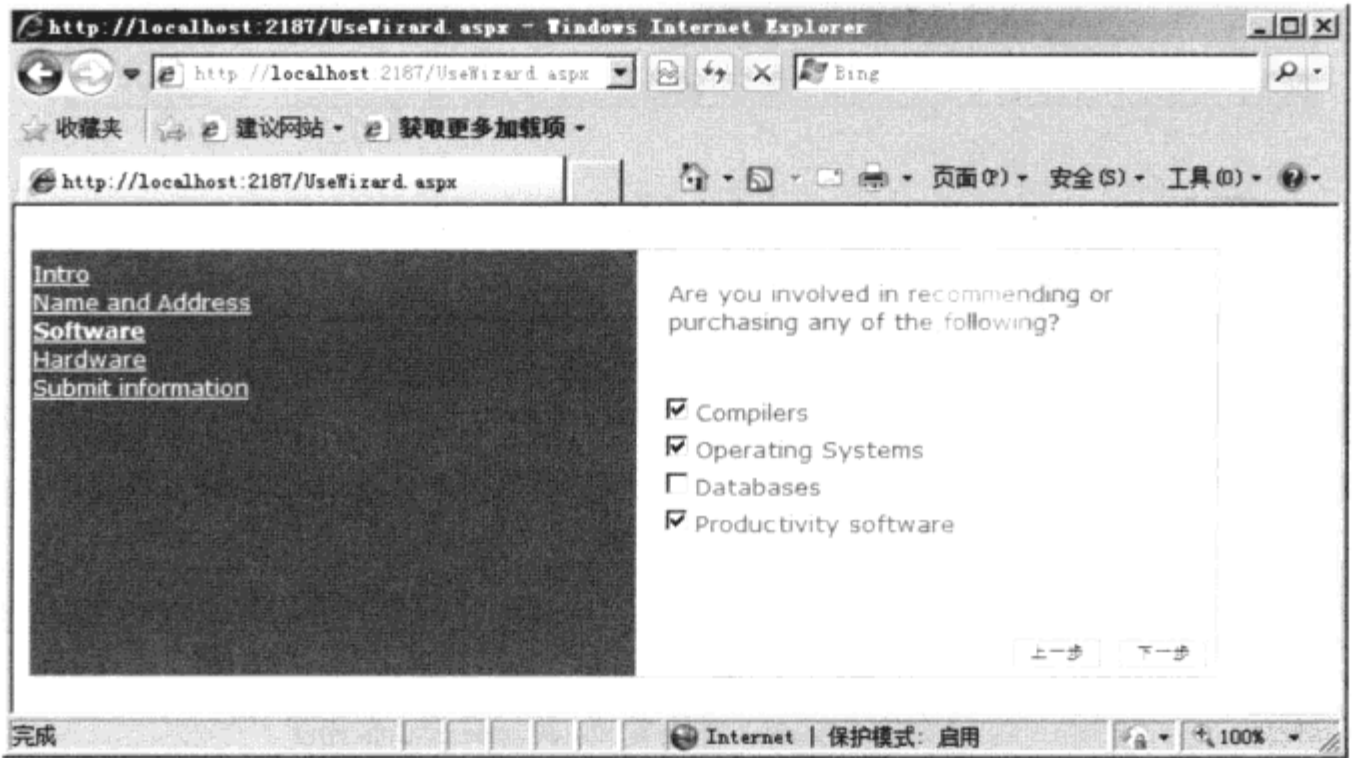 http://localhost:2187/UseWizard.aspx - Windows Internet Explorer
http://localhost:2187/UseWizard.aspx Bing
收藏夹 建议网站 获取更多加载项
http://localhost:2187/UseWizard.aspx 页面(P) 安全(S) 工具(O)
Intro
Name and Address
Software
Hardware
Submit information
Are you involved in recommending or
purchasing any of the following?
Compilers
Operating Systems
Databases
Productivity software
上一步 下一步
完成 Internet | 保护模式: 启用 100%